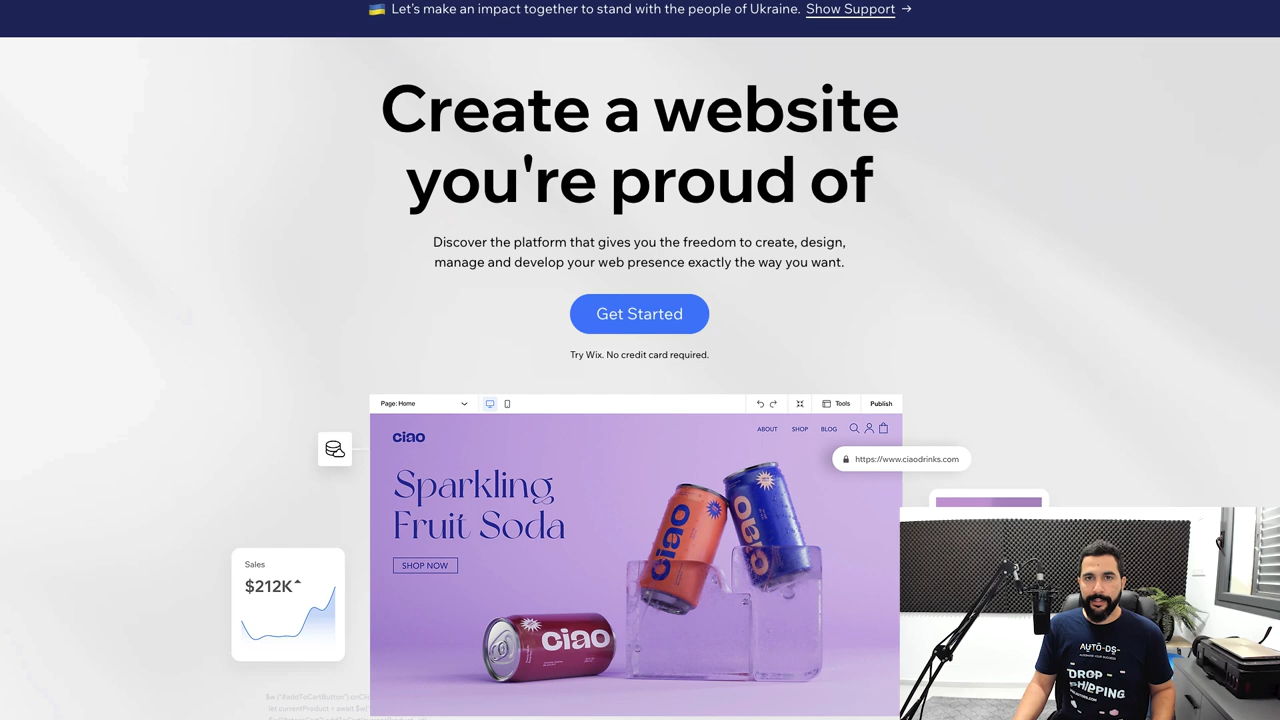 Let's make an impact together to stand with the people of Ukraine. Show Support →
Create a website
you're proud of
Discover the platform that gives you the freedom to create, design,
manage and develop your web presence exactly the way you want.
Get Started
Try Wix. No credit card required.
Page: Home
Tools
Publish
ciao
ABOUT SHOP BLOG
https://www.ciaodrinks.com
Sparkling
Fruit Soda
SHOP NOW
Sales
$212K
ciao
ciao
ciao
AUTO-DS
DROP
SHIPPING